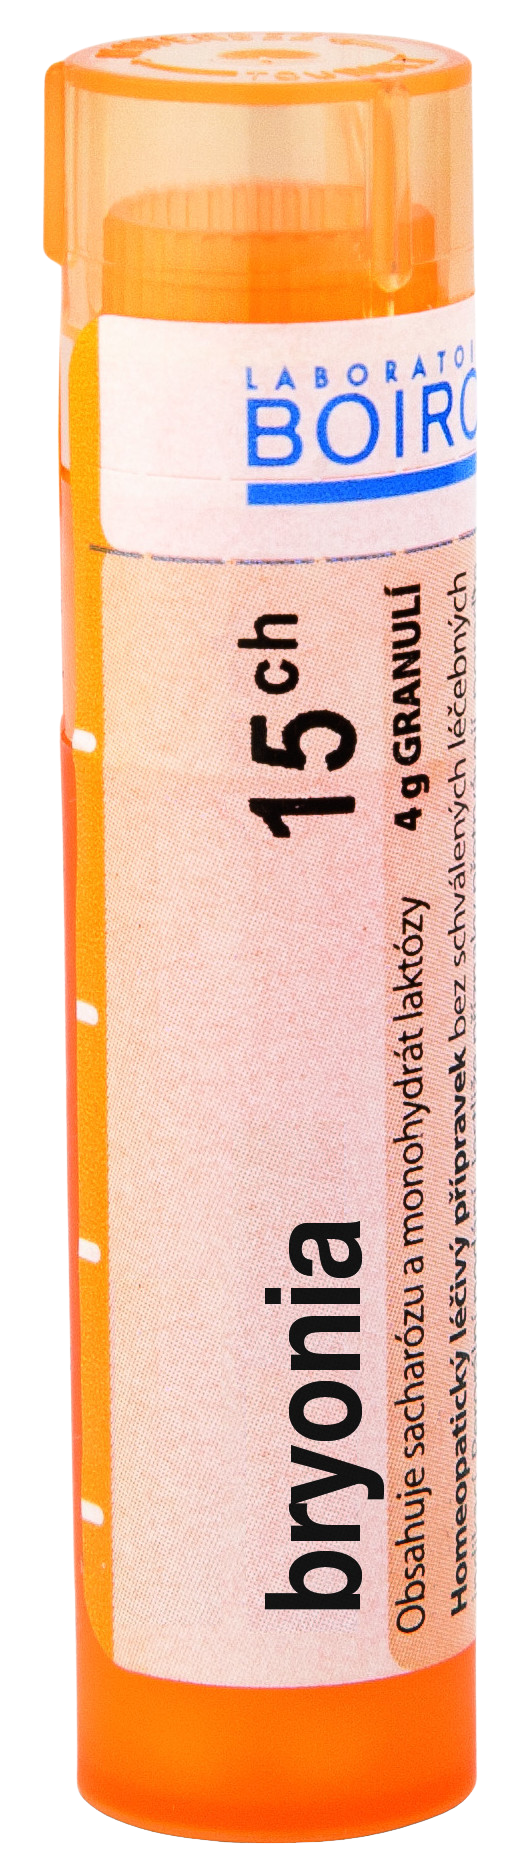 LABORATOI
BOIRO
15 ch
4 g GRANULÍ
bryonia
Obsahuje sacharózu a monohydrát laktózy
Homeopatický léčivý přípravek bez schválených léčebných